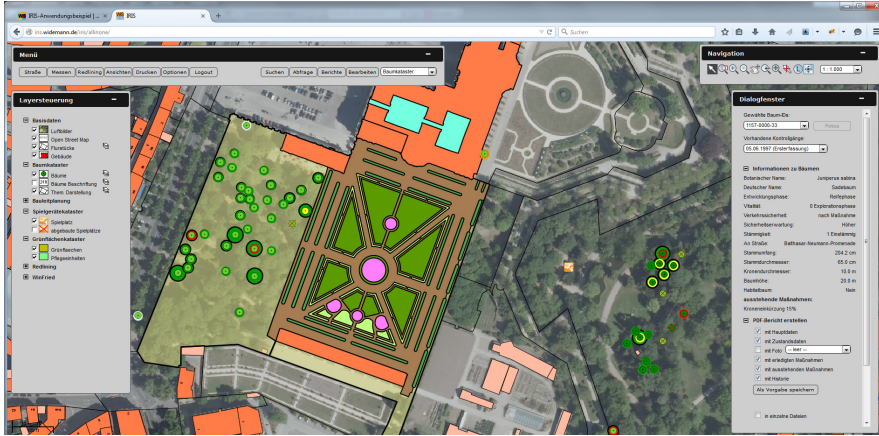 IRIS-Anwendungsbeispiel | ...
IRIS
iris.widemann.de/iris/allinone/
Suchen
Menü
Straße Messen Redlining Ansichten Drucken Optionen Logout
Suchen Abfrage Berichte Bearbeiten Baumkataster
Navigation
1 : 1.000
Layersteuerung
Basisdaten
Luftbilder
Open Street Map
Flurstücke
Gebäude
Baumkataster
Bäume
Bäume Beschriftung
Them. Darstellung
Bauleitplanung
Spielgerätekataster
Spielplatz
abgebaute Spielplätze
Grünflächenkataster
Grünflaechen
Pflegeeinheiten
Redlining
WinFried
Dialogfenster
Gewählte Baum-IDs:
1157-0000-33
Fotos
Vorhandene Kontrollgänge:
05.08.1997 (Ersterfassung)
Informationen zu Bäumen
Botanischer Name: Juniperus sabina
Deutscher Name: Sadebaum
Entwicklungsphase: Reifephase
Vitalität: 0 Explorationsphase
Verkehrssicherheit: nach Maßnahme
Sicherheitserwartung: Höher
Stämmigkeit: 1 Einstämmig
An Straße: Balthasar-Neumann-Promenade
Stammumfang: 204.2 cm
Stammdurchmesser: 65.0 cm
Kronendurchmesser: 10.0 m
Baumhöhe: 20.0 m
Habitatbaum: Nein
ausstehende Maßnahmen:
Kroneneinkürzung 15%
PDF-Bericht erstellen
mit Hauptdaten
mit Zustandsdaten
mit Foto -- leer --
mit erledigten Maßnahmen
mit ausstehenden Maßnahmen
mit Historie
Als Vorgabe speichern
in einzelne Dateien